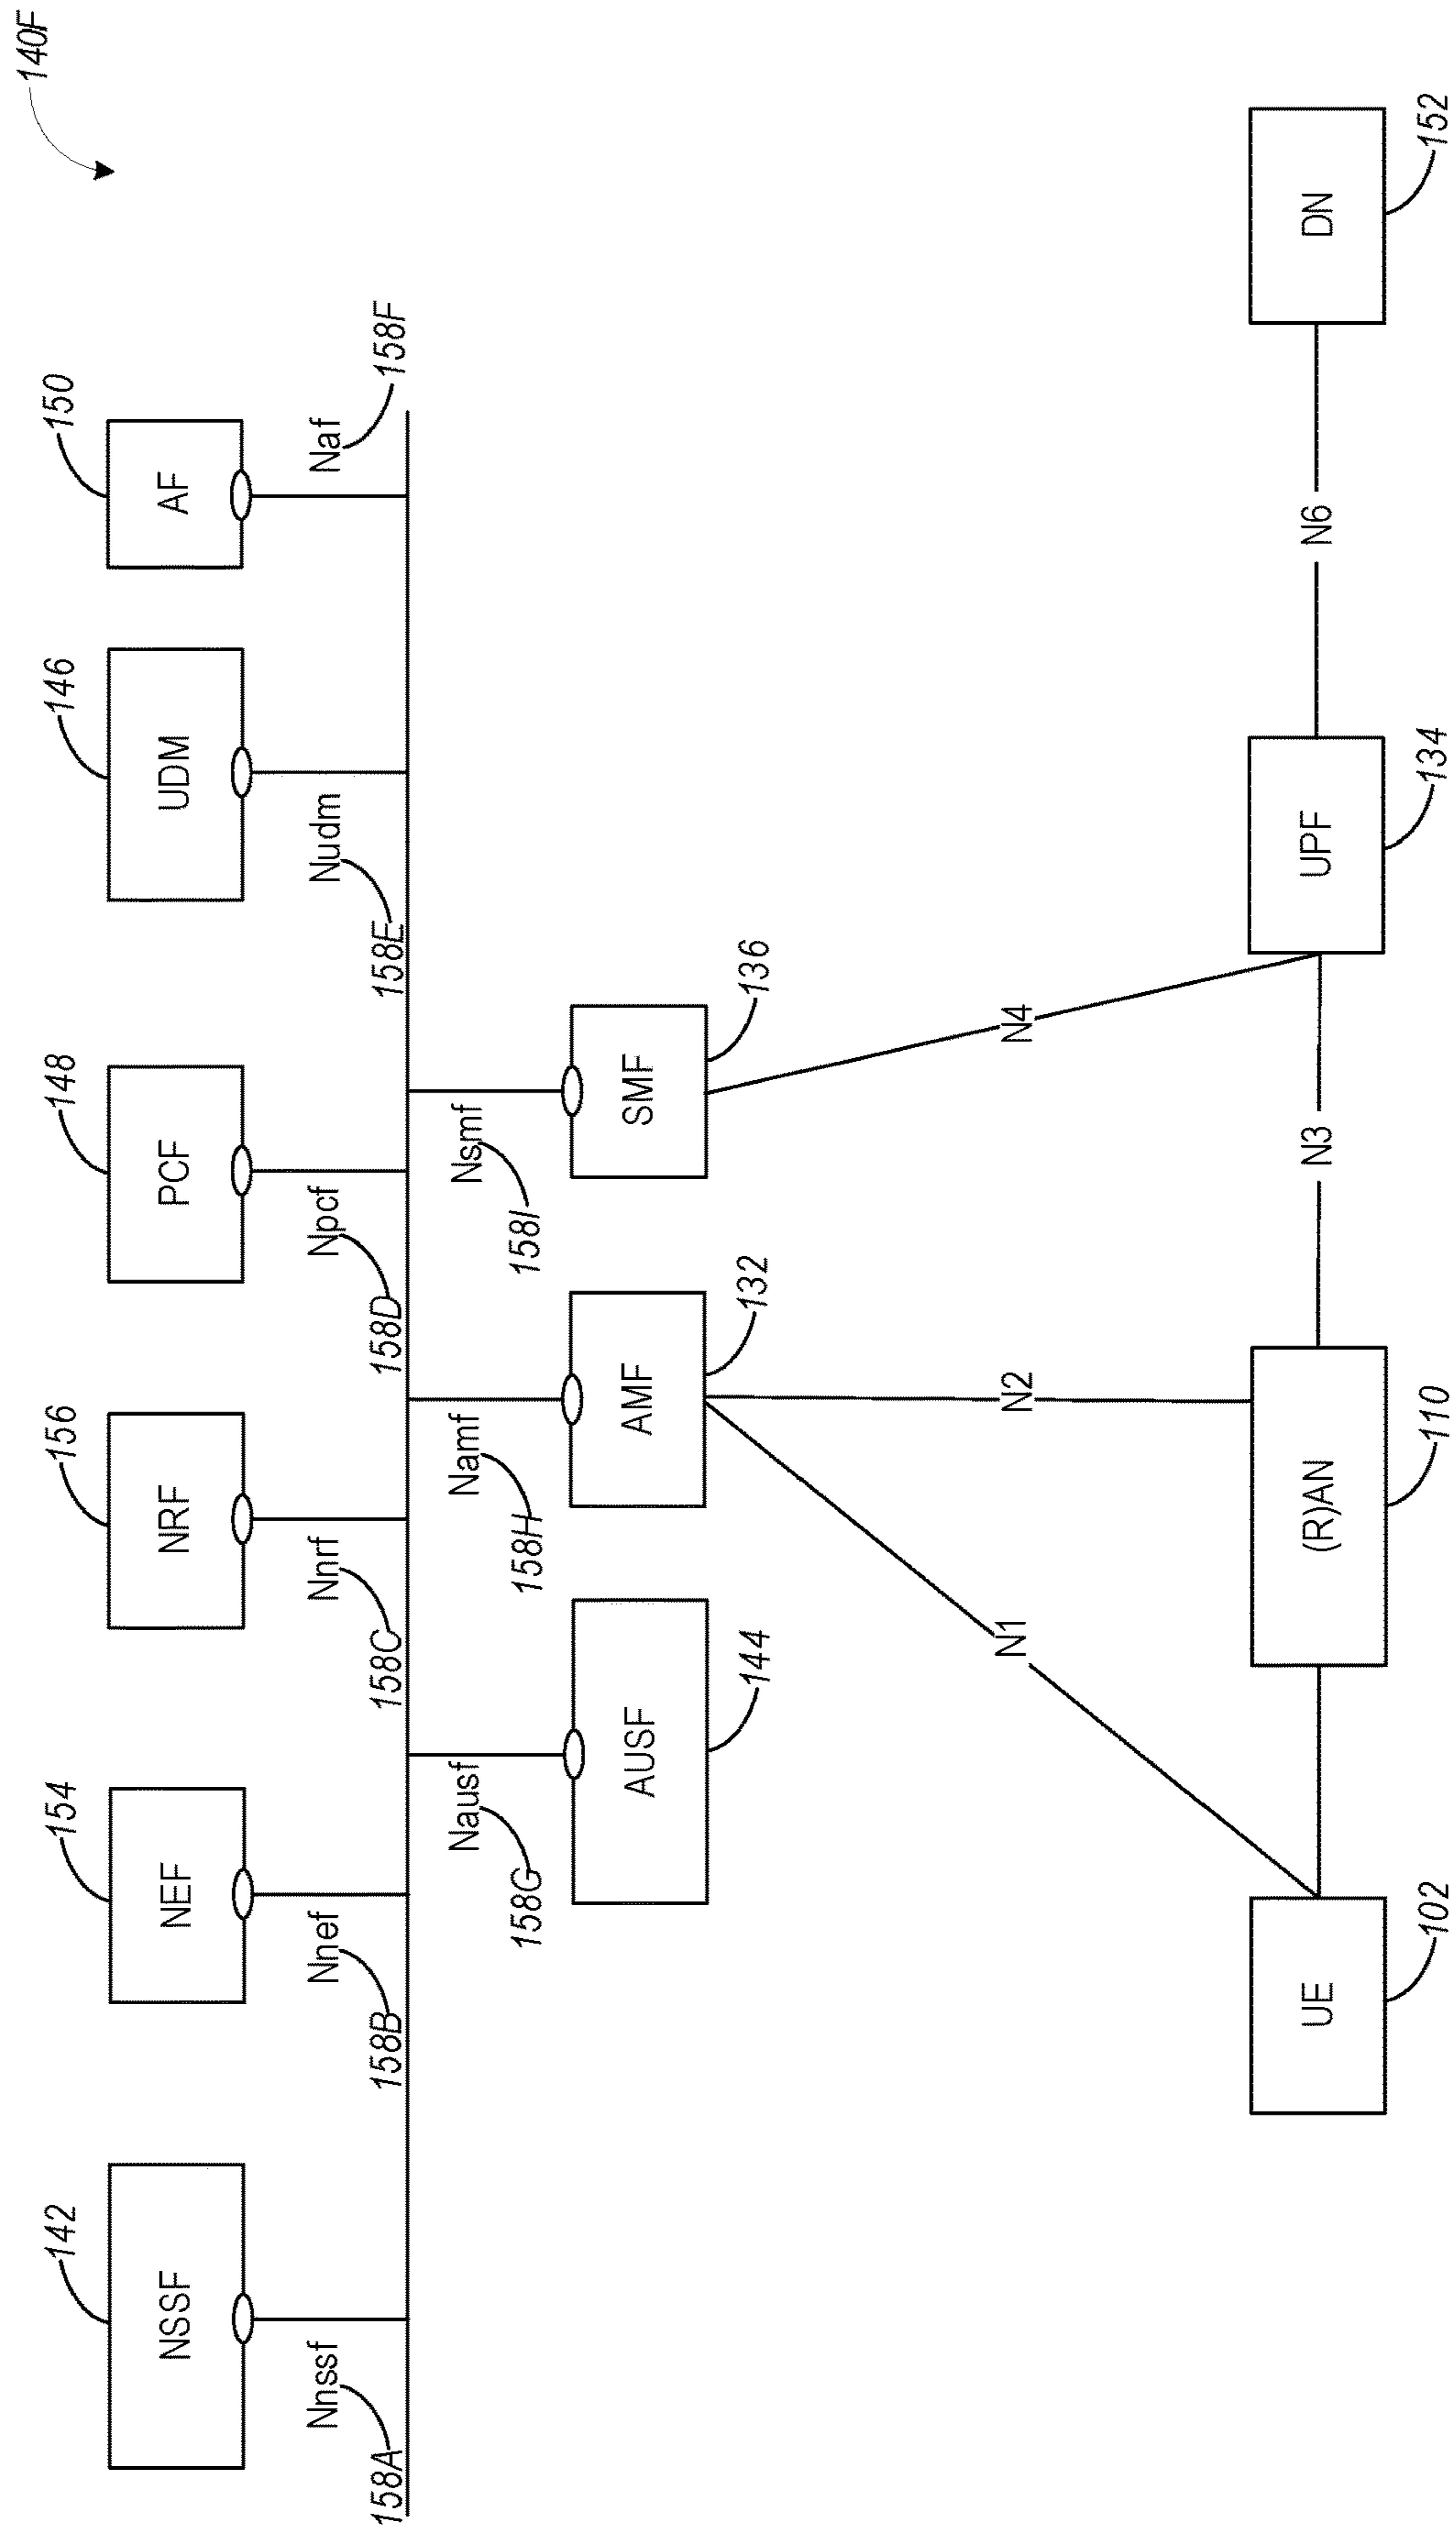 140F
142
154
156
148
146
150
NSSF
NEF
NRF
PCF
UDM
AF
Nnssf
Nnef
Nnrf
Npcf
Nudm
Naf
158A
158B
158C
158D
158E
158F
Nausf
Namf
Nsmf
158G
158H
158I
AUSF
AMF
SMF
144
132
136
N1
N2
N4
UE
(R)AN
N3
UPF
N6
DN
102
110
134
152